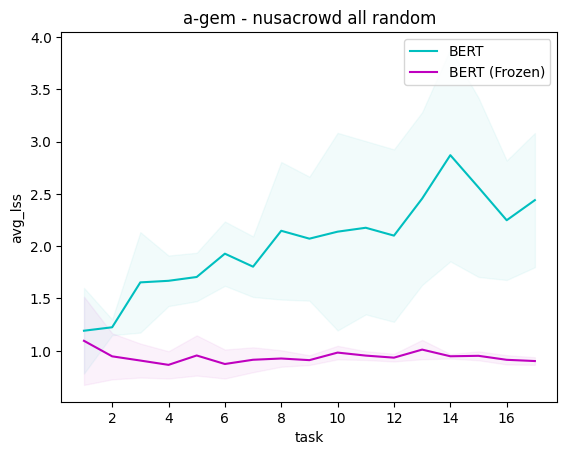 a-gem - nusacrowd all random
BERT
BERT (Frozen)
avg_lss
4.0
3.5
3.0
2.5
2.0
1.5
1.0
2 4 6 8 10 12 14 16
task